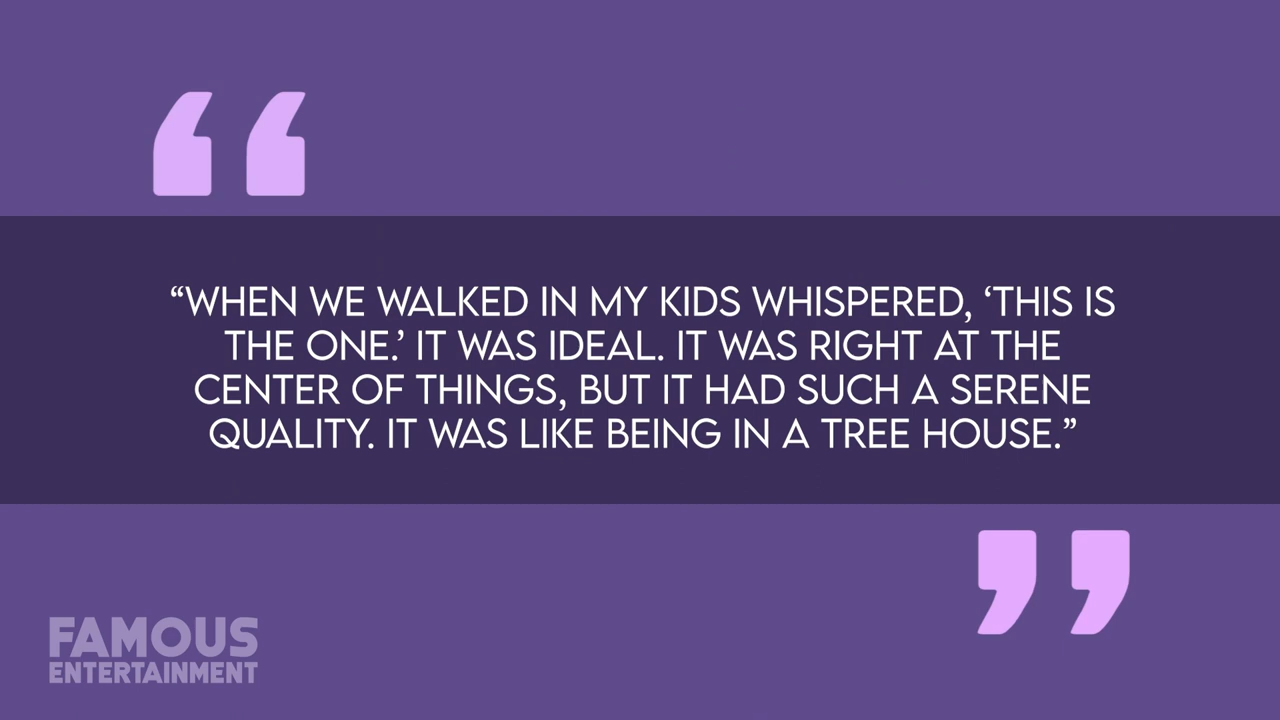 “WHEN WE WALKED IN MY KIDS WHISPERED, ‘THIS IS
THE ONE.’ IT WAS IDEAL. IT WAS RIGHT AT THE
CENTER OF THINGS, BUT IT HAD SUCH A SERENE
QUALITY. IT WAS LIKE BEING IN A TREE HOUSE.”
FAMOUS
ENTERTAINMENT